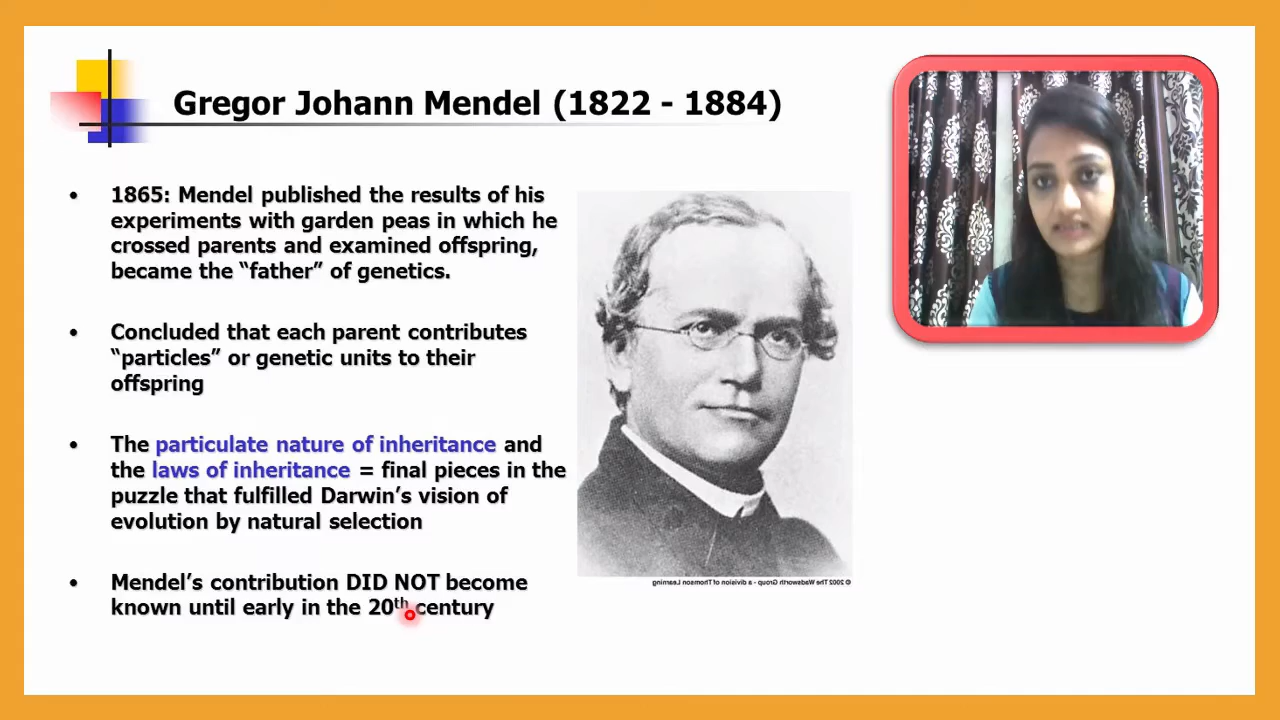 Gregor Johann Mendel (1822 - 1884)
• 1865: Mendel published the results of his
experiments with garden peas in which he
crossed parents and examined offspring,
became the “father” of genetics.
• Concluded that each parent contributes
“particles” or genetic units to their
offspring
• The particulate nature of inheritance and
the laws of inheritance = final pieces in the
puzzle that fulfilled Darwin’s vision of
evolution by natural selection
• Mendel’s contribution DID NOT become
known until early in the 20th century
© 2002 The Wadsworth Group - a division of Thomson Learning